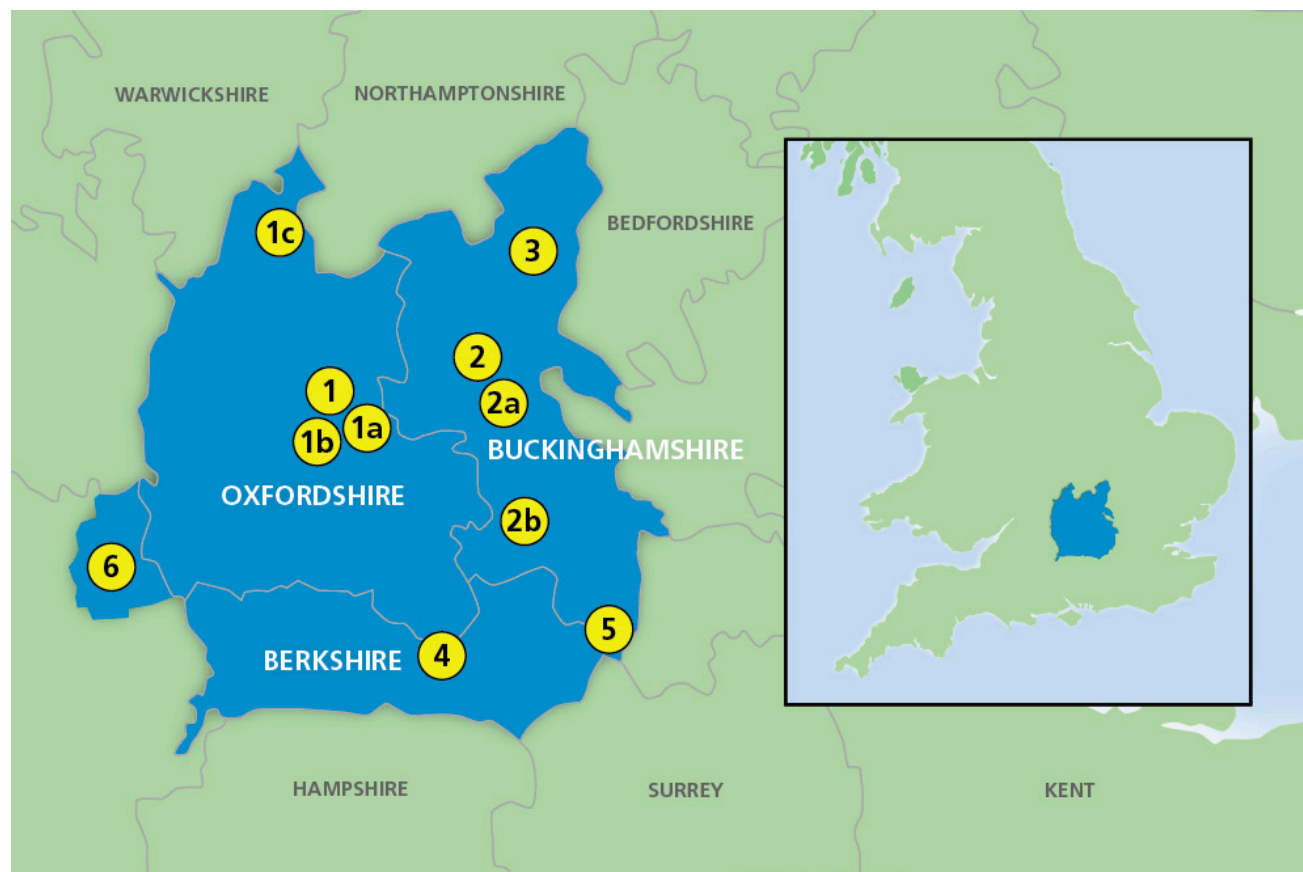 WARWICKSHIRE
NORTHAMPTONSHIRE
BEDFORDSHIRE
1c
3
2
1
2a
1a
1b
BUCKINGHAMSHIRE
OXFORDSHIRE
2b
6
5
BERKSHIRE
4
HAMPSHIRE
SURREY
KENT